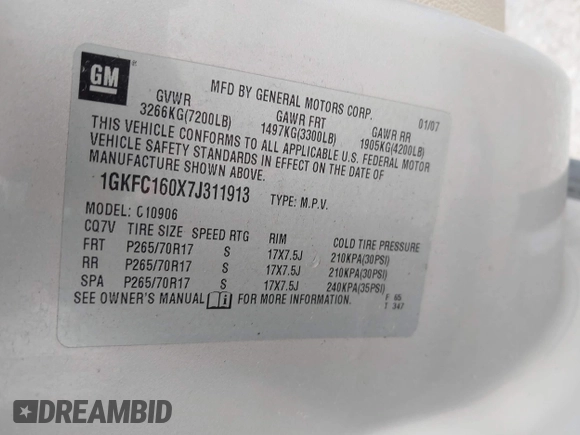 GM
MFD BY GENERAL MOTORS CORP.
01/07
GVWR GAWR FRT GAWR RR
3266KG(7200LB) 1497KG(3300LB) 1905KG(4200LB)
THIS VEHICLE CONFORMS TO ALL APPLICABLE U.S. FEDERAL MOTOR
VEHICLE SAFETY STANDARDS IN EFFECT ON THE DATE OF
MANUFACTURE SHOWN ABOVE.
1GKFC160X7J311913 TYPE: M.P.V.
MODEL: C10906
CQ7V TIRE SIZE SPEED RTG RIM COLD TIRE PRESSURE
FRT P265/70R17 S 17X7.5J 210KPA(30PSI)
RR P265/70R17 S 17X7.5J 210KPA(30PSI)
SPA P265/70R17 S 17X7.5J 240KPA(35PSI)
SEE OWNER'S MANUAL i FOR MORE INFORMATION.
F 65
T 347
DREAMBID